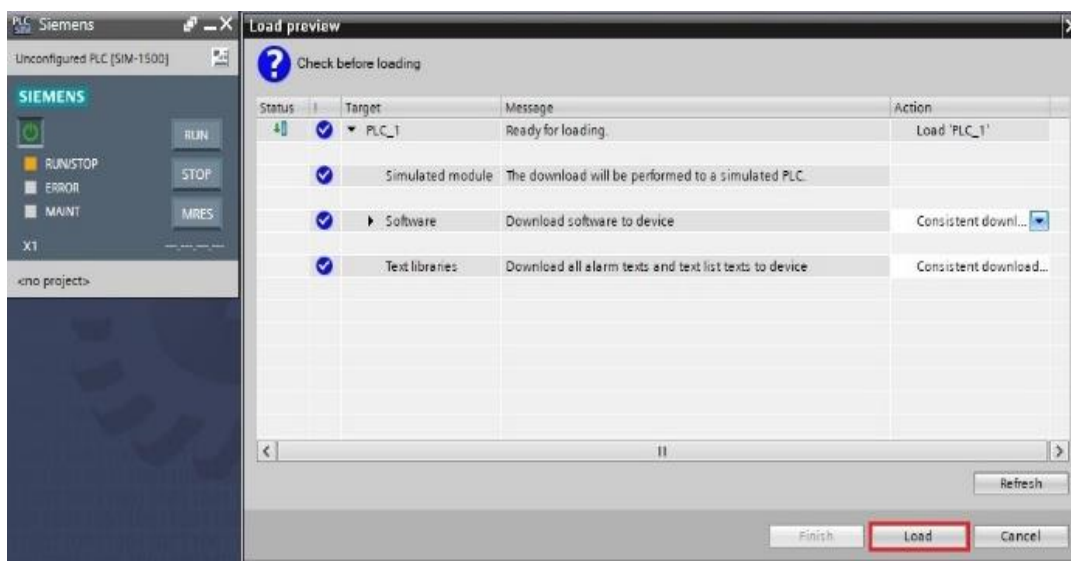 Siemens
Unconfigured PLC [SIM-1500]
SIEMENS
RUN
RUN/STOP
STOP
ERROR
MAINT
MRES
X1
<no project>
Load preview
Check before loading
Status ! Target Message Action
PLC_1 Ready for loading. Load 'PLC_1'
Simulated module The download will be performed to a simulated PLC.
Software Download software to device Consistent downl...
Text libraries Download all alarm texts and text list texts to device Consistent download...
Refresh
Finish Load Cancel